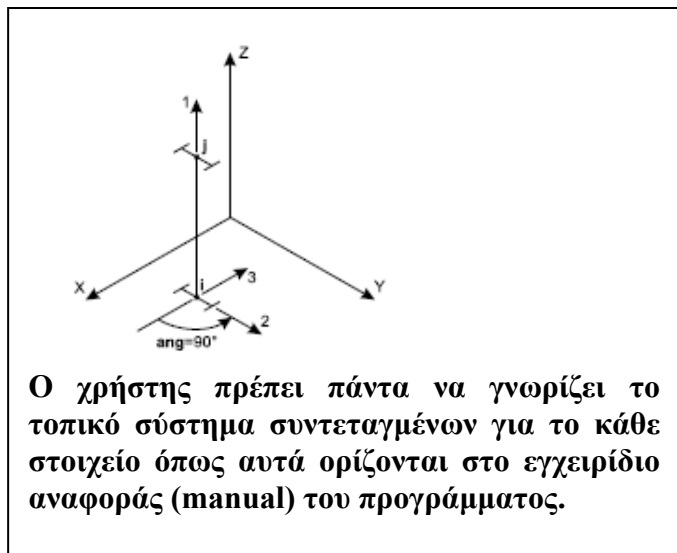 Z
1
j
X
i
3
Y
2
ang=90°
Ο χρήστης πρέπει πάντα να γνωρίζει το
τοπικό σύστημα συντεταγμένων για το κάθε
στοιχείο όπως αυτά ορίζονται στο εγχειρίδιο
αναφοράς (manual) του προγράμματος.